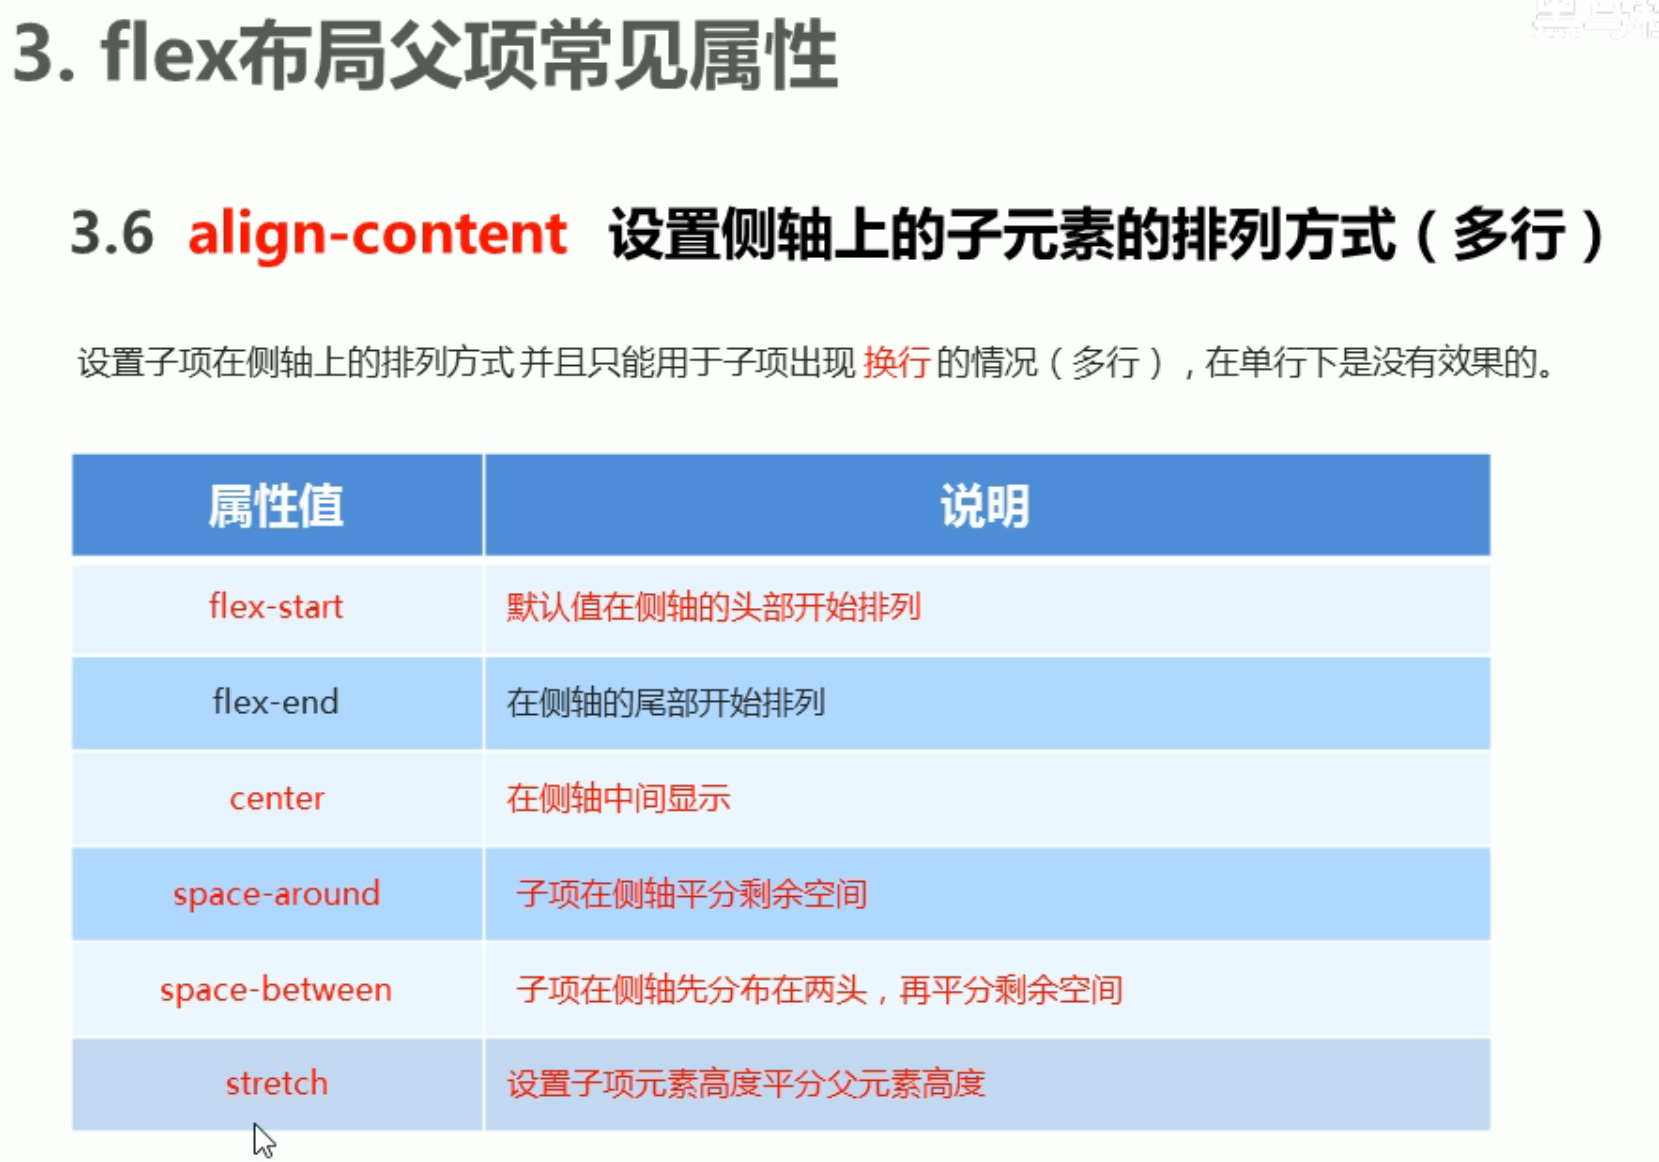 黑马程
3. flex布局父项常见属性
3.6 align-content 设置侧轴上的子元素的排列方式（多行）
设置子项在侧轴上的排列方式 并且只能用于子项出现 换行 的情况（多行），在单行下是没有效果的。
属性值 说明
flex-start 默认值在侧轴的头部开始排列
flex-end 在侧轴的尾部开始排列
center 在侧轴中间显示
space-around 子项在侧轴平分剩余空间
space-between 子项在侧轴先分布在两头，再平分剩余空间
stretch 设置子项元素高度平分父元素高度